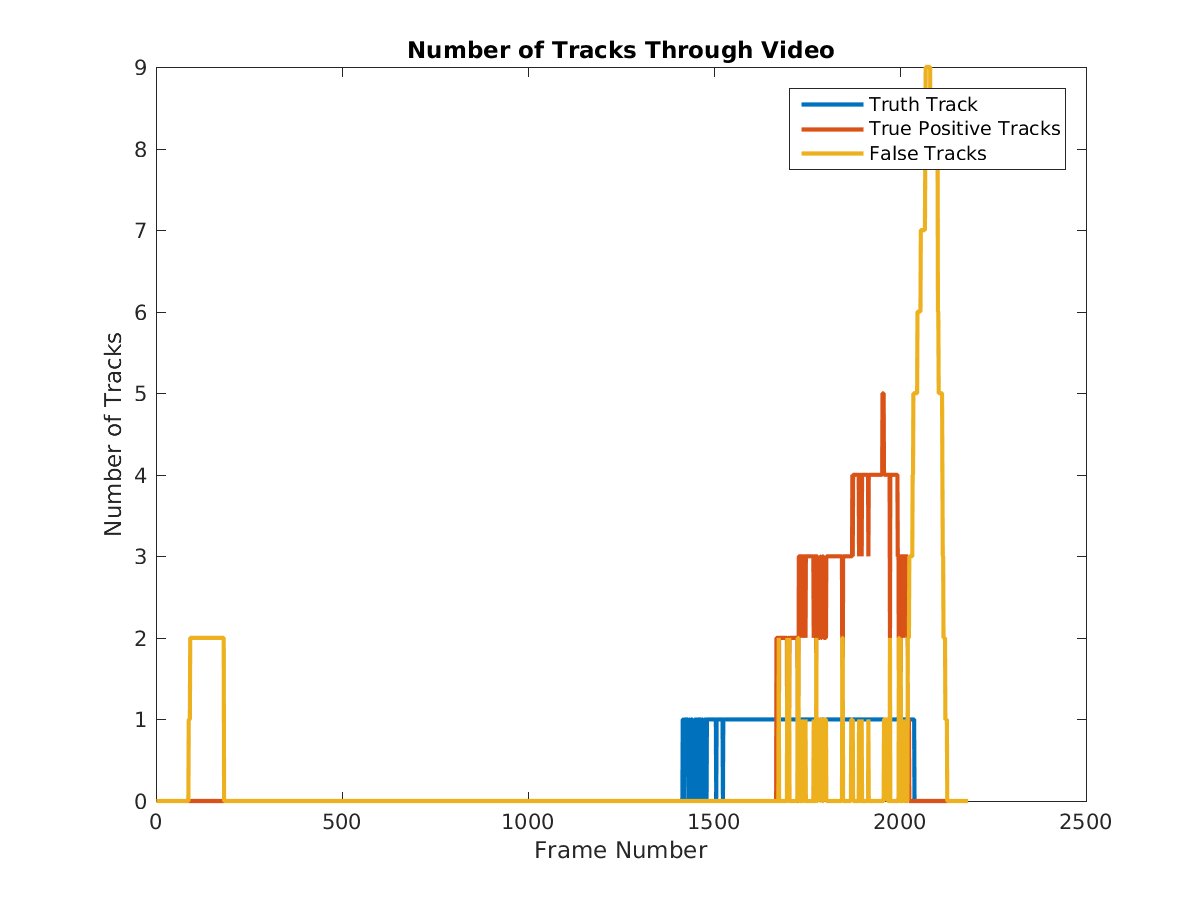 Number of Tracks Through Video
9
8
7
6
5
4
3
2
1
0
Number of Tracks
Truth Track
True Positive Tracks
False Tracks
0 500 1000 1500 2000 2500
Frame Number